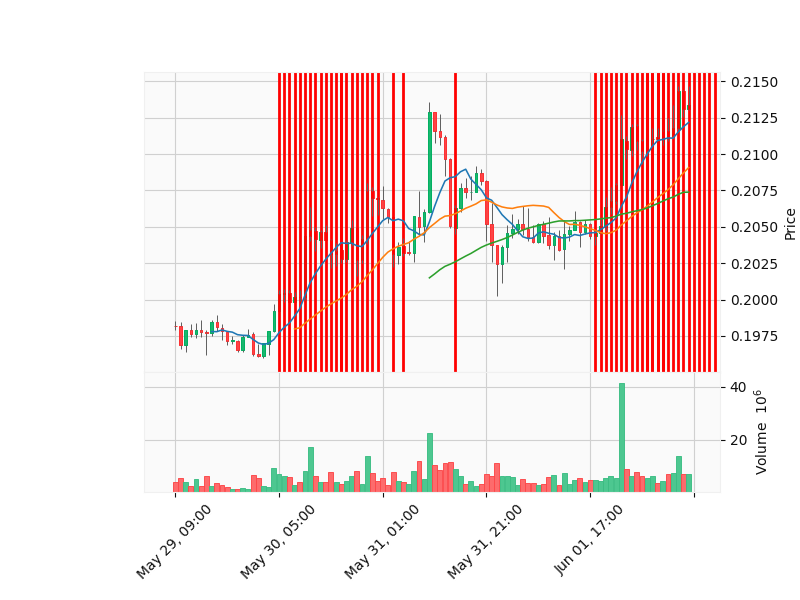 0.2150
0.2125
0.2100
0.2075
0.2050
0.2025
0.2000
0.1975
Price
40
20
Volume 10^6
May 29, 09:00
May 30, 05:00
May 31, 01:00
May 31, 21:00
Jun 01, 17:00